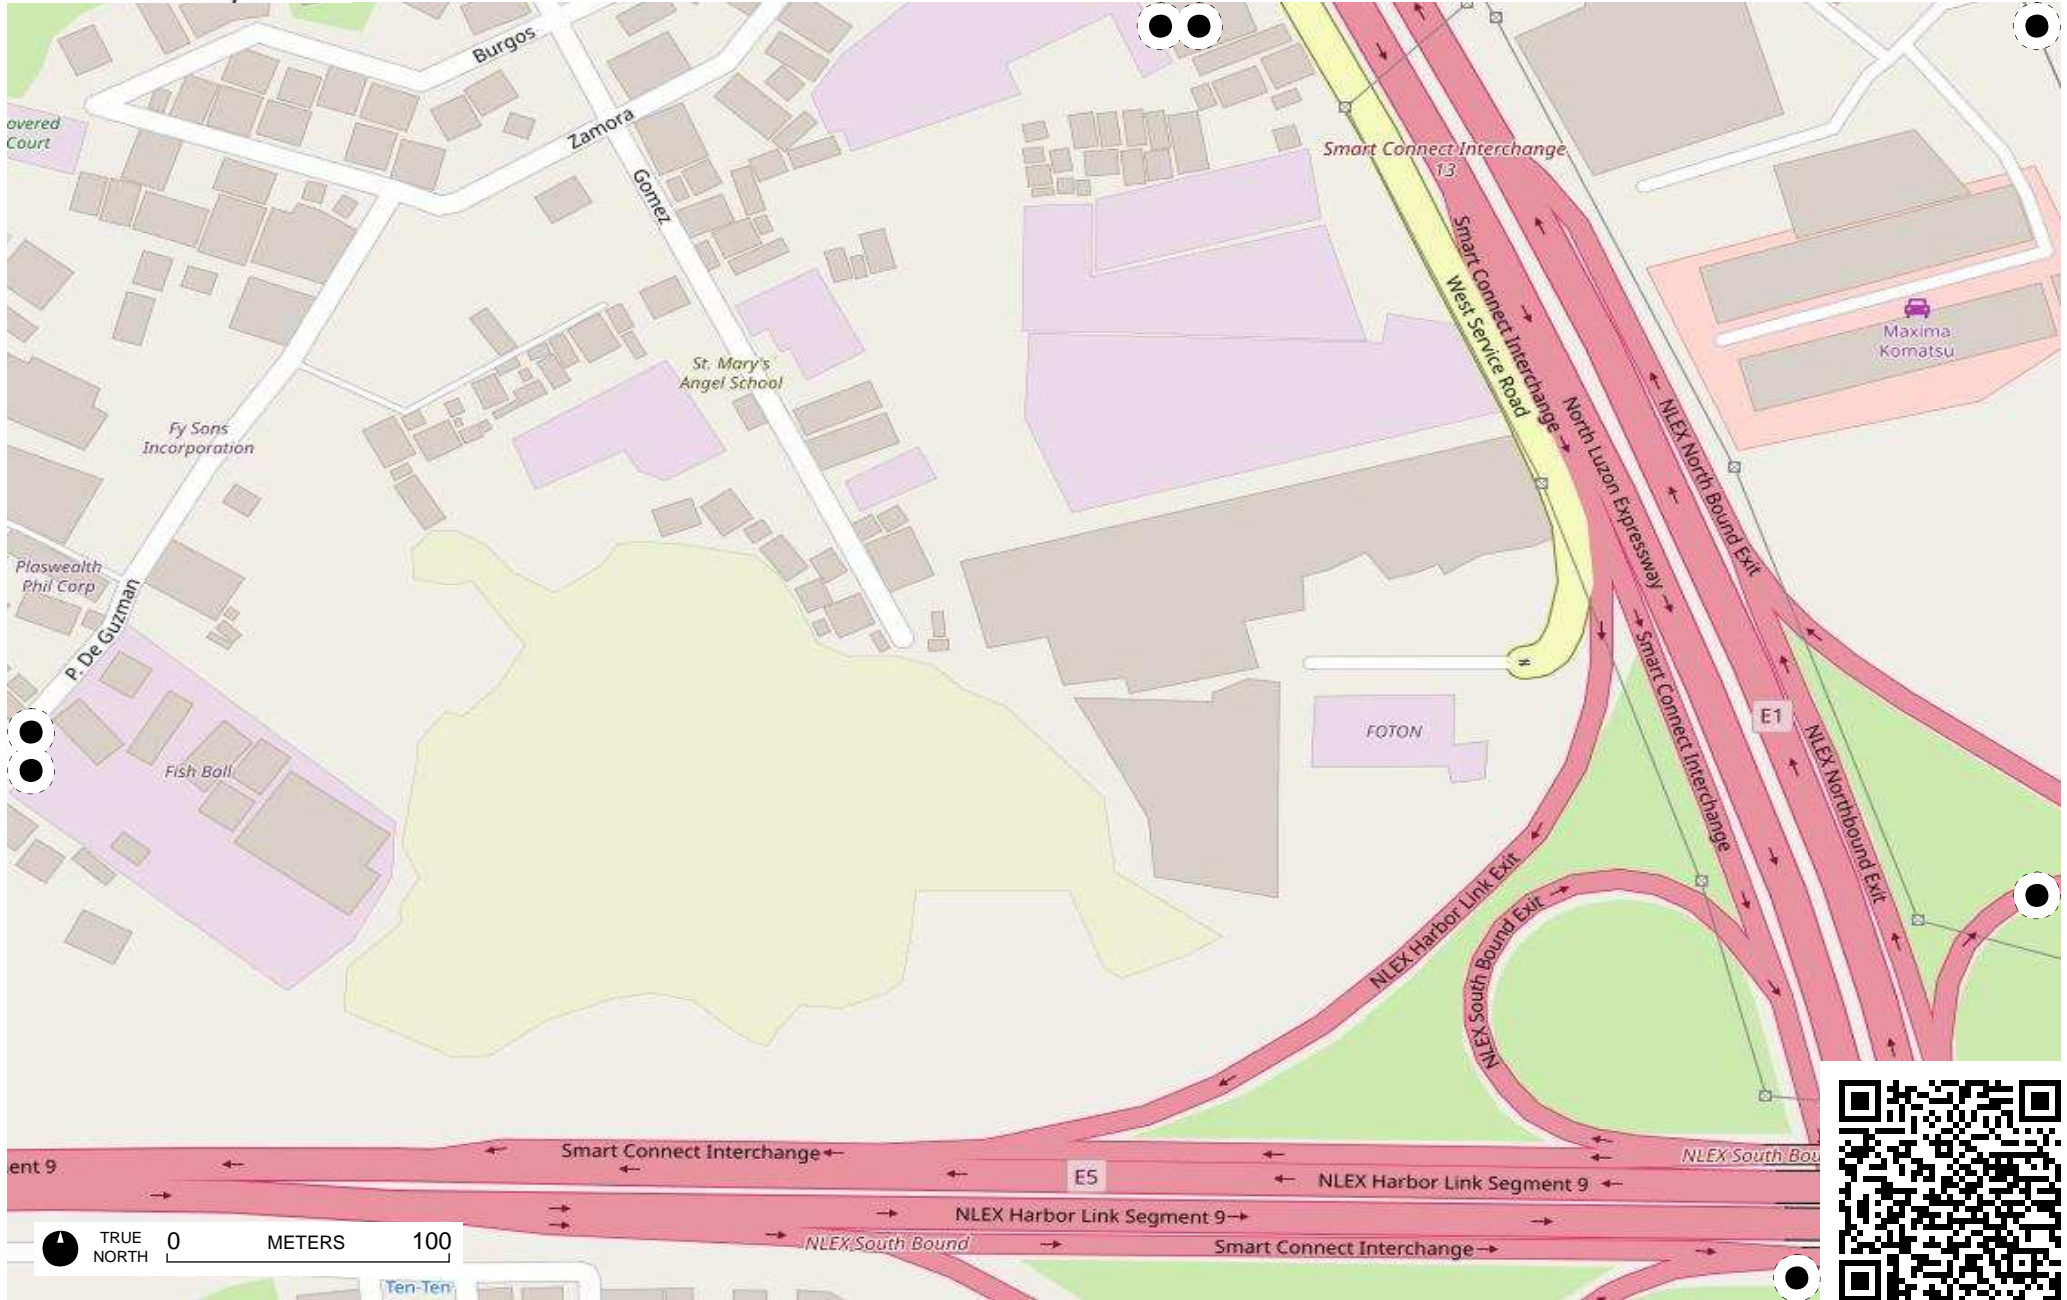 Burgos
Zamora
Gomez
overed
Court
Smart Connect Interchange
13
Smart Connect Interchange
West Service Road
Maxima
Komatsu
St. Mary's
Angel School
Fy Sons
Incorporation
North Luzon Expressway
NLEX North Bound Exit
Plaswealth
Phil Corp
P. De Guzman
Smart Connect Interchange
E1
FOTON
NLEX Northbound Exit
Fish Ball
NLEX Harbor Link Exit
NLEX South Bound Exit
Smart Connect Interchange
NLEX South Bou
ent 9
E5
NLEX Harbor Link Segment 9
NLEX Harbor Link Segment 9
NLEX South Bound
Smart Connect Interchange
TRUE
NORTH
0 METERS 100
Ten-Ten